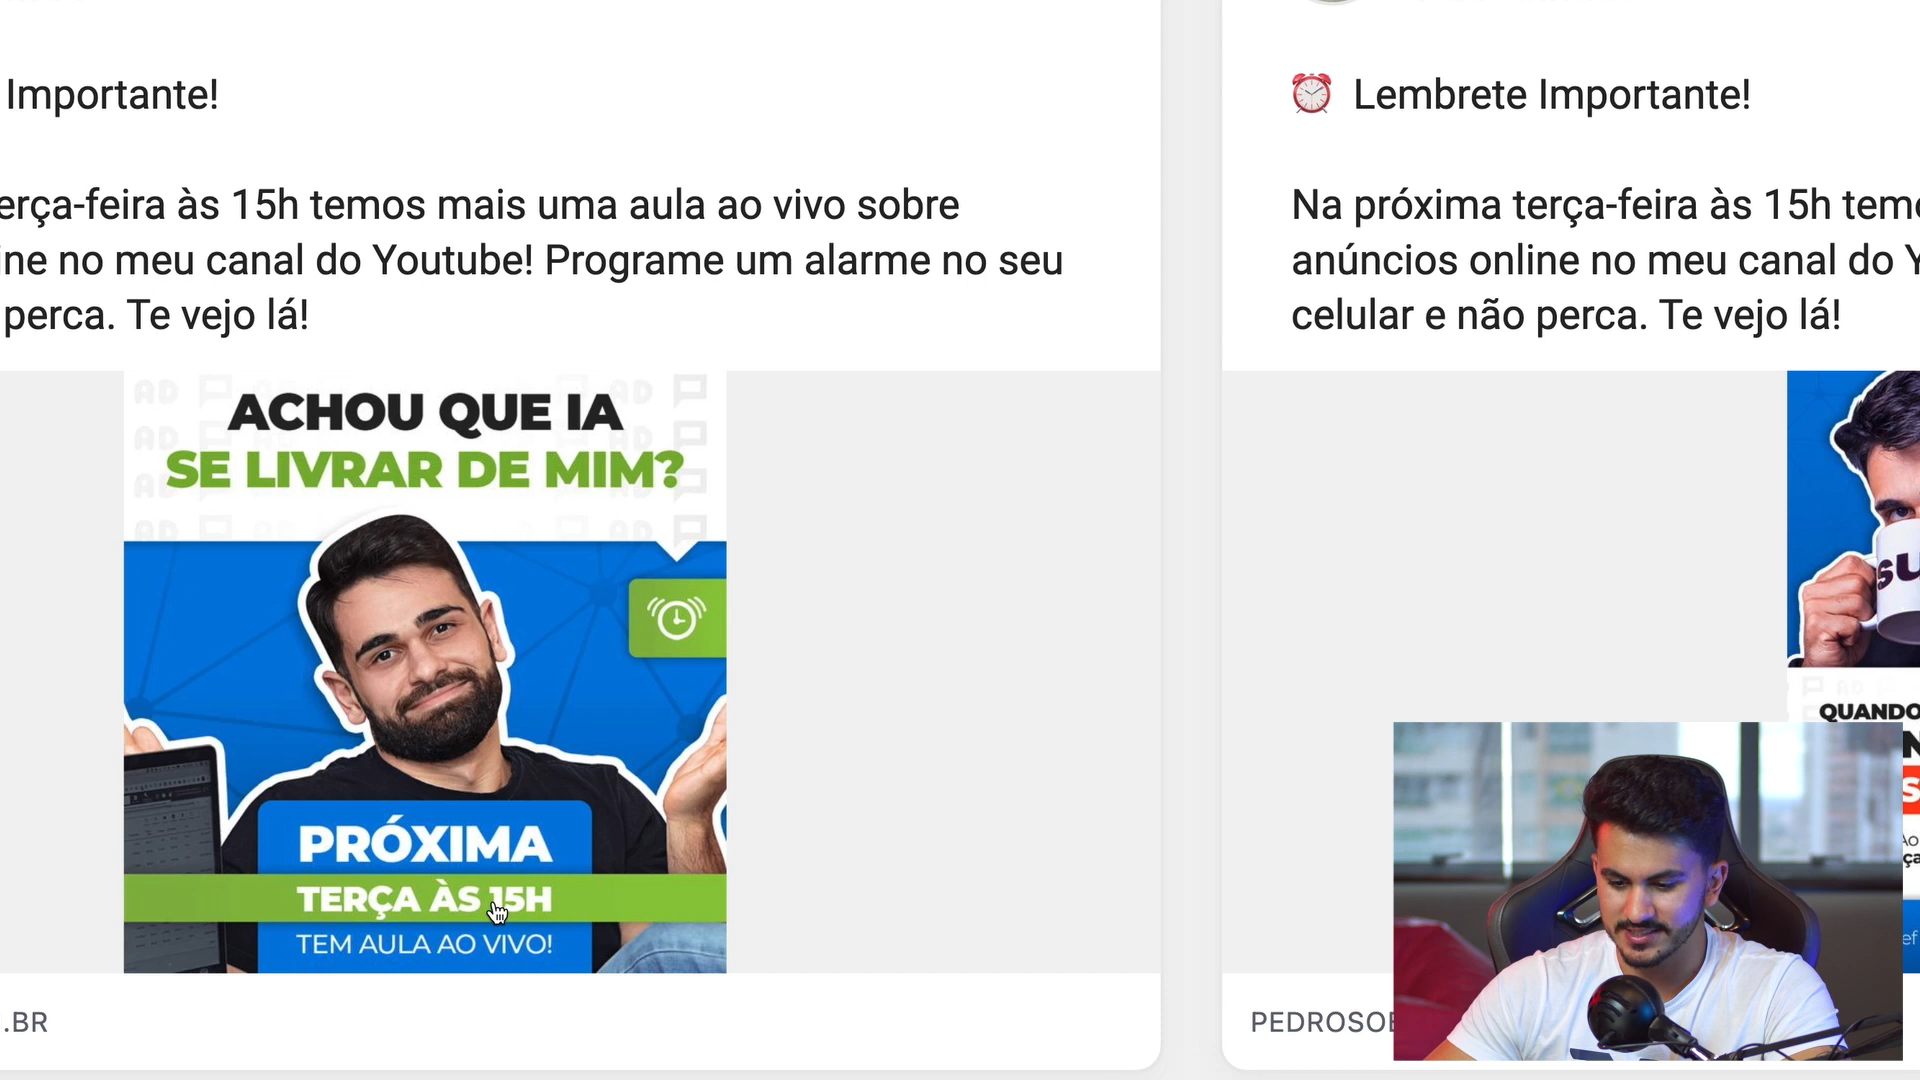 Importante!
erça-feira às 15h temos mais uma aula ao vivo sobre
ine no meu canal do Youtube! Programe um alarme no seu
perca. Te vejo lá!
ACHOU QUE IA
SE LIVRAR DE MIM?
PRÓXIMA
TERÇA ÀS 15H
TEM AULA AO VIVO!
.BR
⏰ Lembrete Importante!
Na próxima terça-feira às 15h tem
anúncios online no meu canal do Y
celular e não perca. Te vejo lá!
SU
QUANDO
N
S
PEDROSO